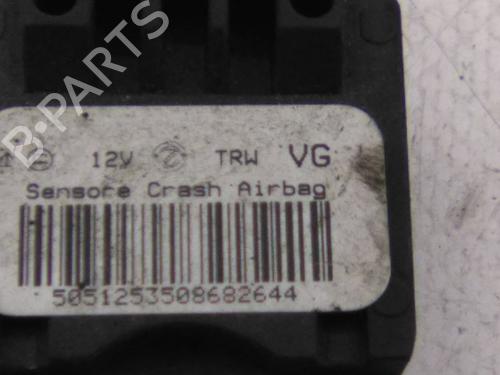 12V TRW VG
Sensore Crash Airbag
5051253508682644
B-PARTS